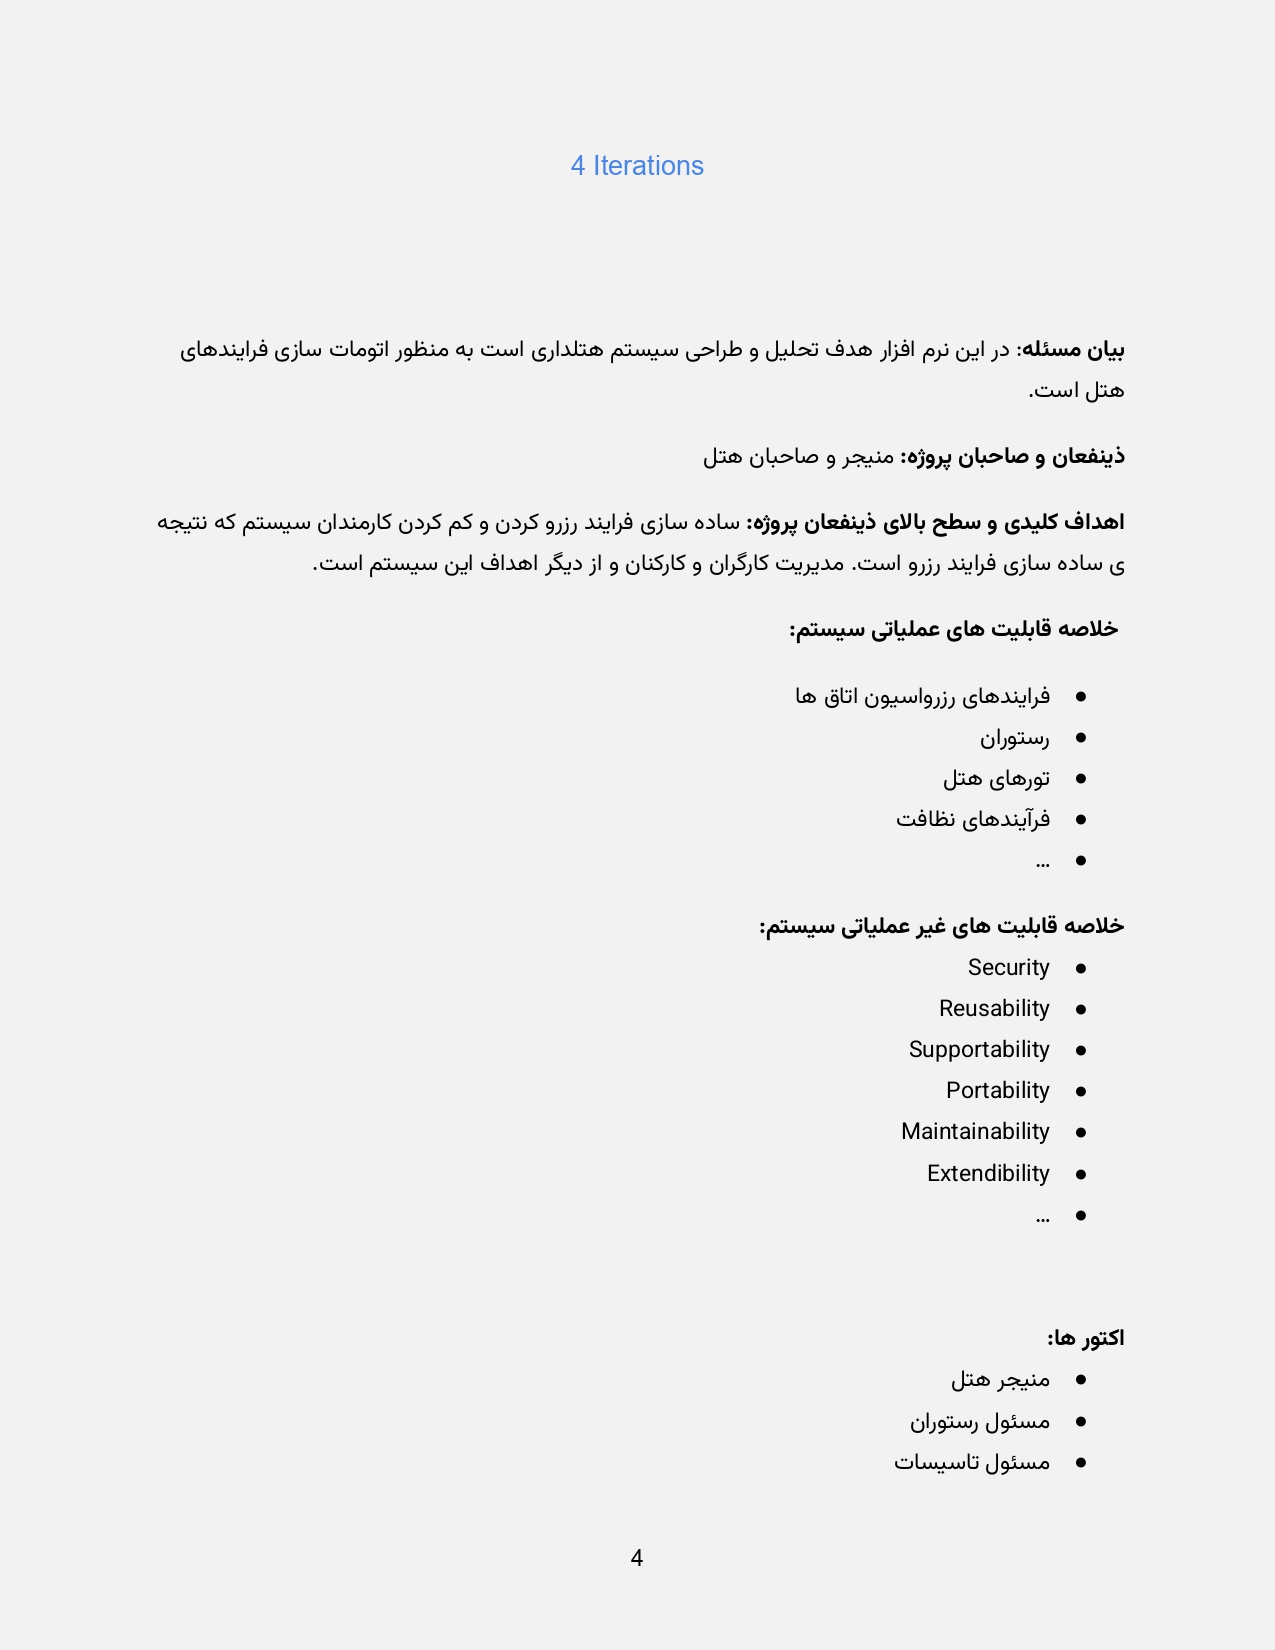 4 Iterations
بیان مسئله: در این نرم افزار هدف تحلیل و طراحی سیستم هتلداری است به منظور اتومات سازی فرایندهای
هتل است.
ذینفعان و صاحبان پروژه: منیجر و صاحبان هتل
اهداف کلیدی و سطح بالای ذینفعان پروژه: ساده سازی فرایند رزرو کردن و کم کردن کارمندان سیستم که نتیجه
ی ساده سازی فرایند رزرو است. مدیریت کارگران و کارکنان و از دیگر اهداف این سیستم است.
خلاصه قابلیت های عملیاتی سیستم:
● فرایندهای رزرواسیون اتاق ها
● رستوران
● تورهای هتل
● فرآیندهای نظافت
● ...
خلاصه قابلیت های غیر عملیاتی سیستم:
● Security
● Reusability
● Supportability
● Portability
● Maintainability
● Extendibility
● ...
اکتور ها:
● منیجر هتل
● مسئول رستوران
● مسئول تاسیسات
4